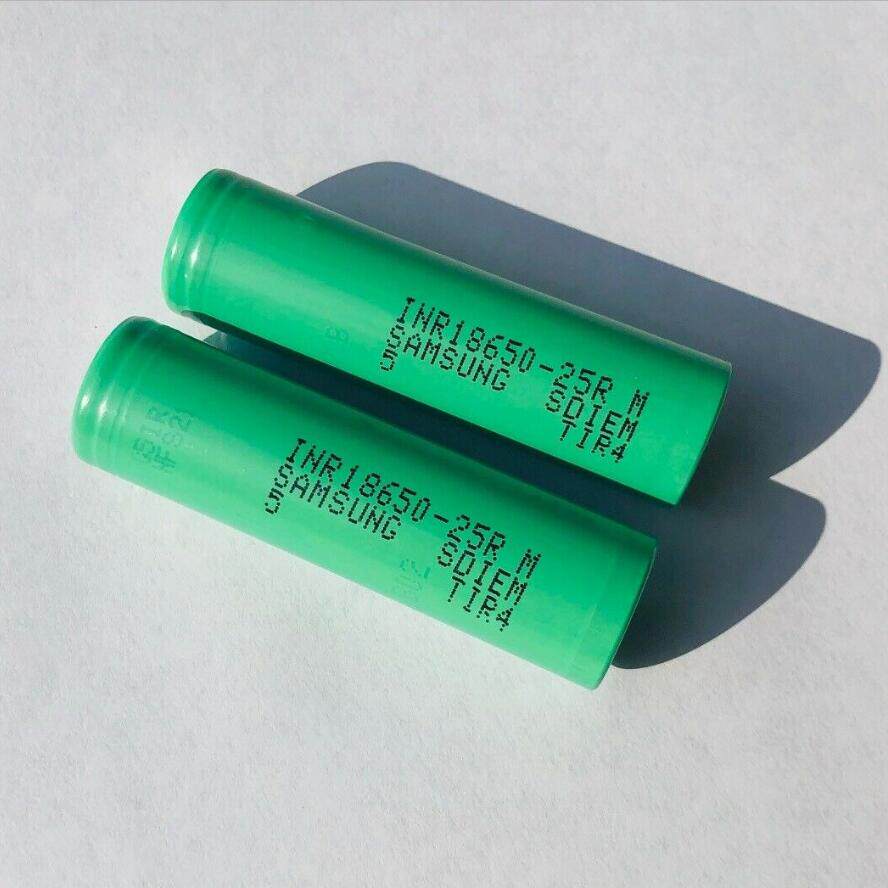 INR18650-25R M
SAMSUNG SDIEM
5 TIR4
INR18650-25R M
SAMSUNG SDIEM
5 TIR4